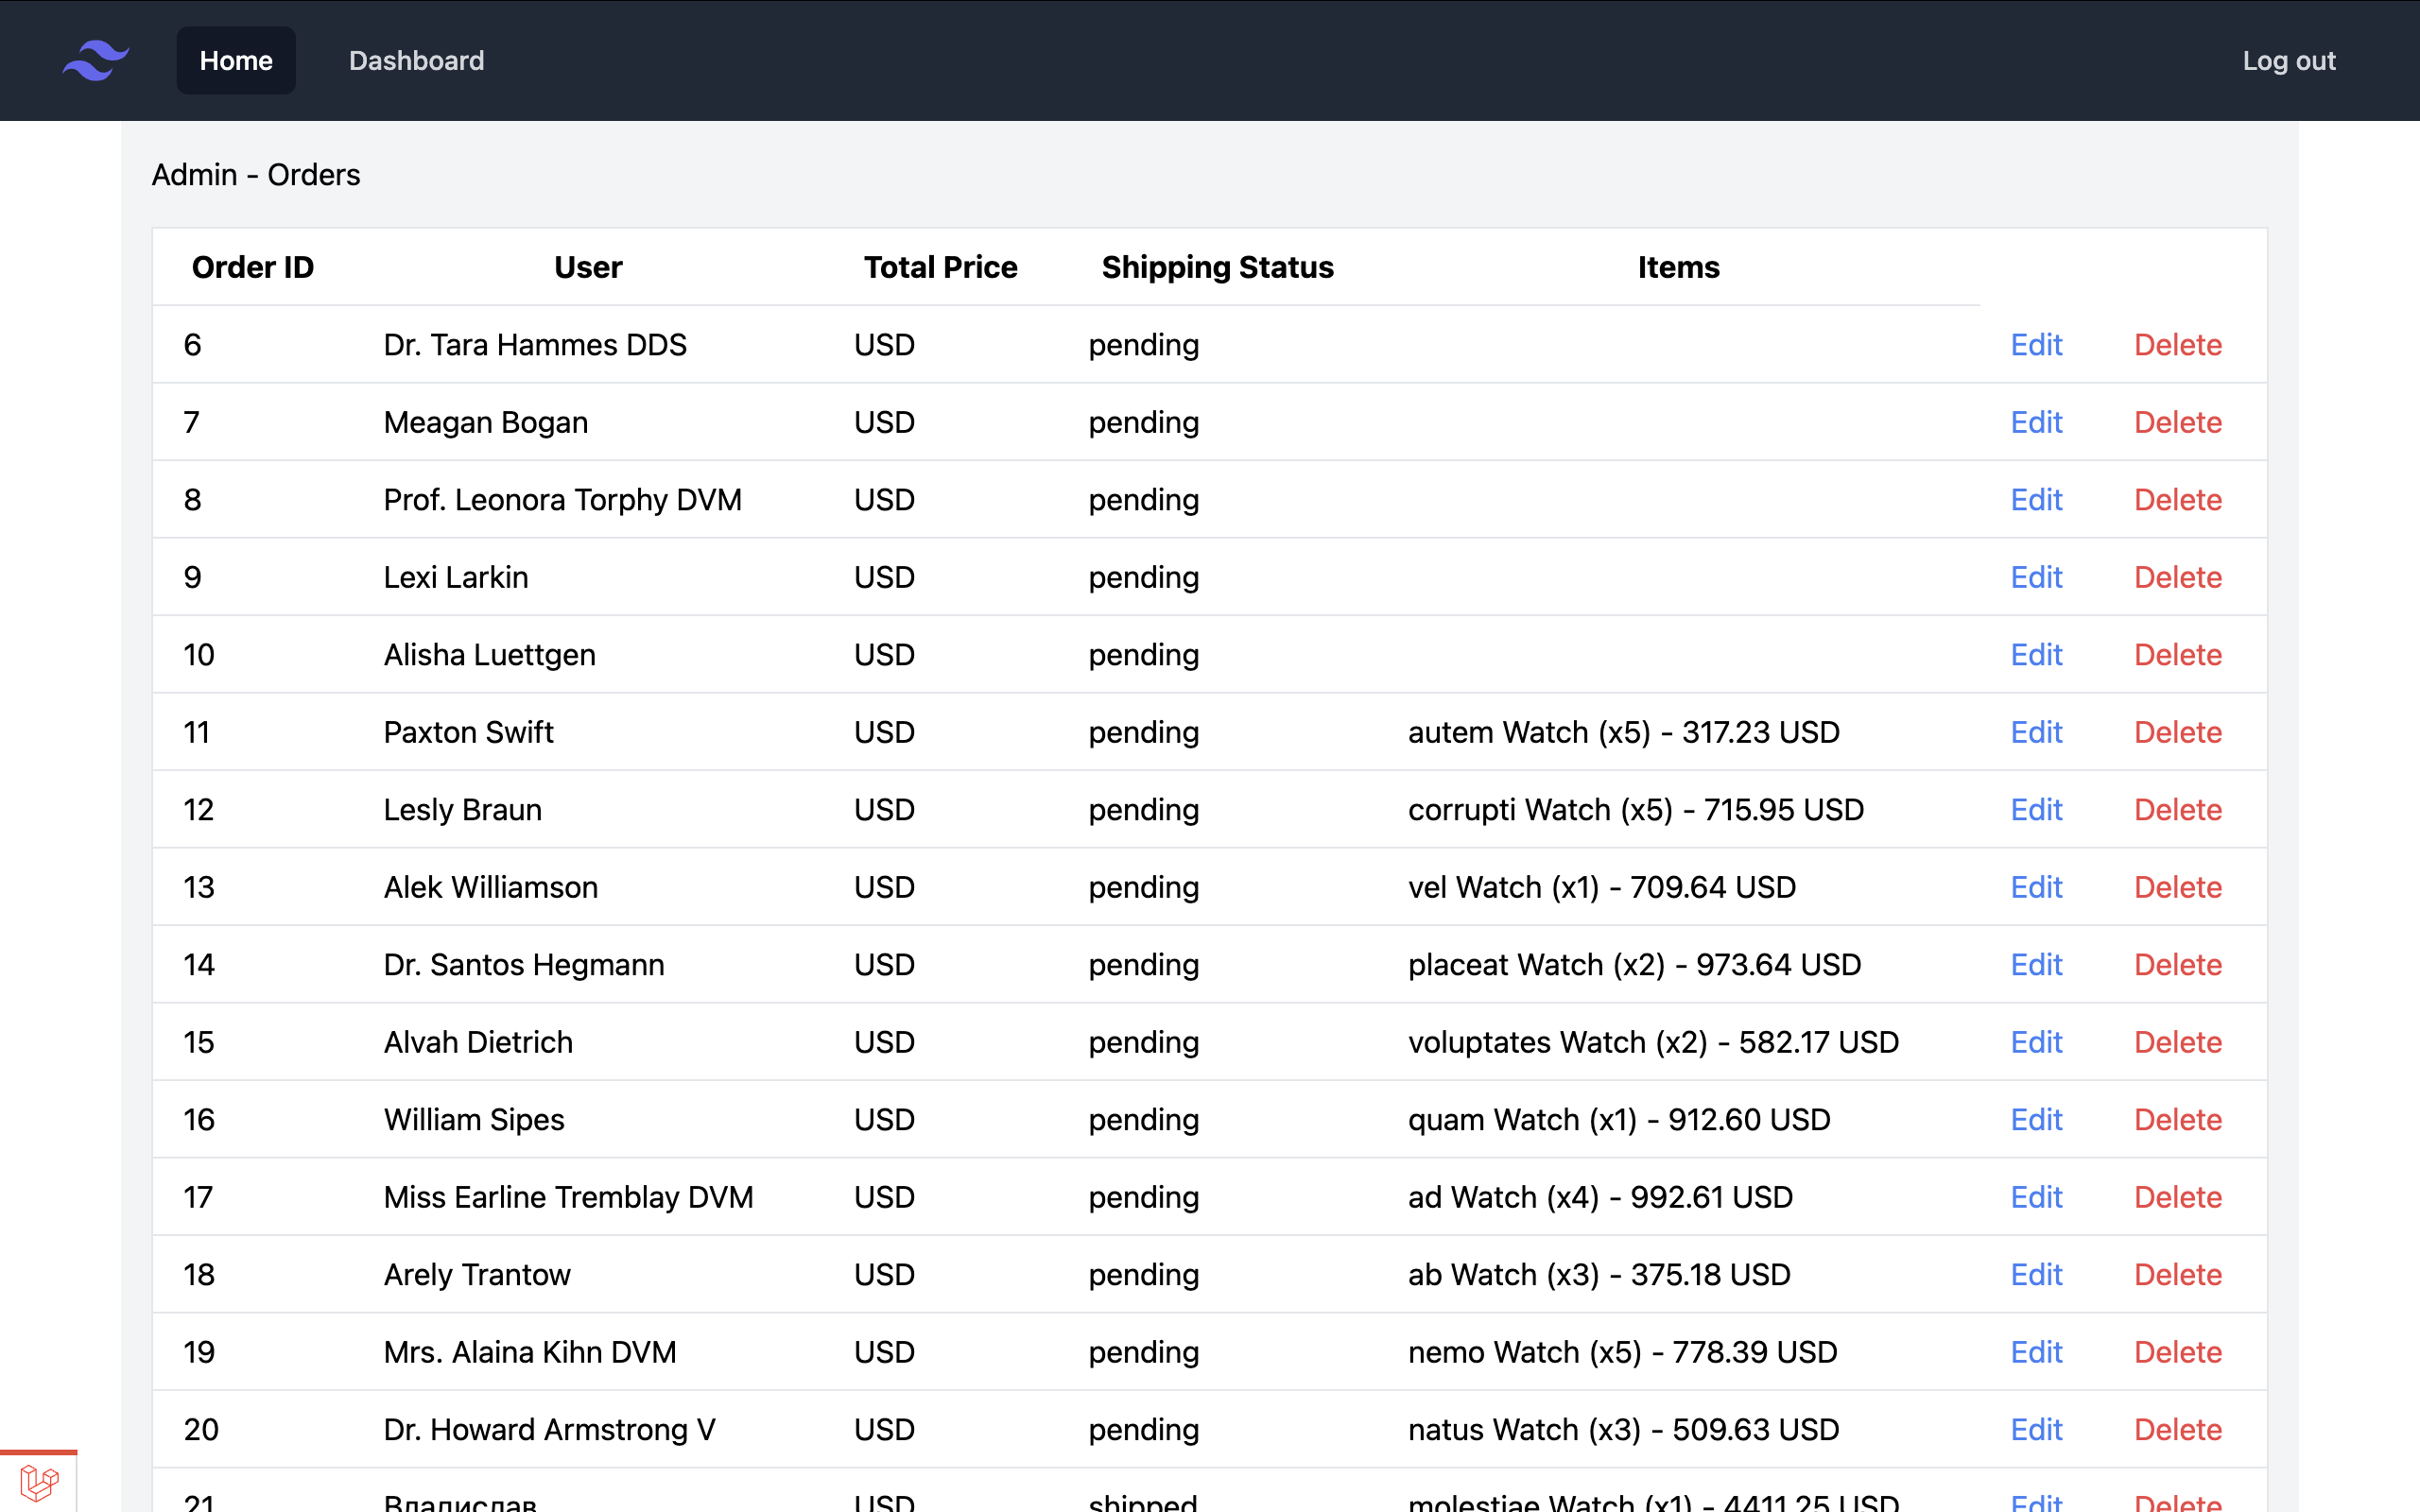 Home Dashboard Log out
Admin - Orders
Order ID User Total Price Shipping Status Items
6 Dr. Tara Hammes DDS USD pending Edit Delete
7 Meagan Bogan USD pending Edit Delete
8 Prof. Leonora Torphy DVM USD pending Edit Delete
9 Lexi Larkin USD pending Edit Delete
10 Alisha Luettgen USD pending Edit Delete
11 Paxton Swift USD pending autem Watch (x5) - 317.23 USD Edit Delete
12 Lesly Braun USD pending corrupti Watch (x5) - 715.95 USD Edit Delete
13 Alek Williamson USD pending vel Watch (x1) - 709.64 USD Edit Delete
14 Dr. Santos Hegmann USD pending placeat Watch (x2) - 973.64 USD Edit Delete
15 Alvah Dietrich USD pending voluptates Watch (x2) - 582.17 USD Edit Delete
16 William Sipes USD pending quam Watch (x1) - 912.60 USD Edit Delete
17 Miss Earline Tremblay DVM USD pending ad Watch (x4) - 992.61 USD Edit Delete
18 Arely Trantow USD pending ab Watch (x3) - 375.18 USD Edit Delete
19 Mrs. Alaina Kihn DVM USD pending nemo Watch (x5) - 778.39 USD Edit Delete
20 Dr. Howard Armstrong V USD pending natus Watch (x3) - 509.63 USD Edit Delete
21 Владислав USD shipped molestiae Watch (x1) - 4411.25 USD Edit Delete